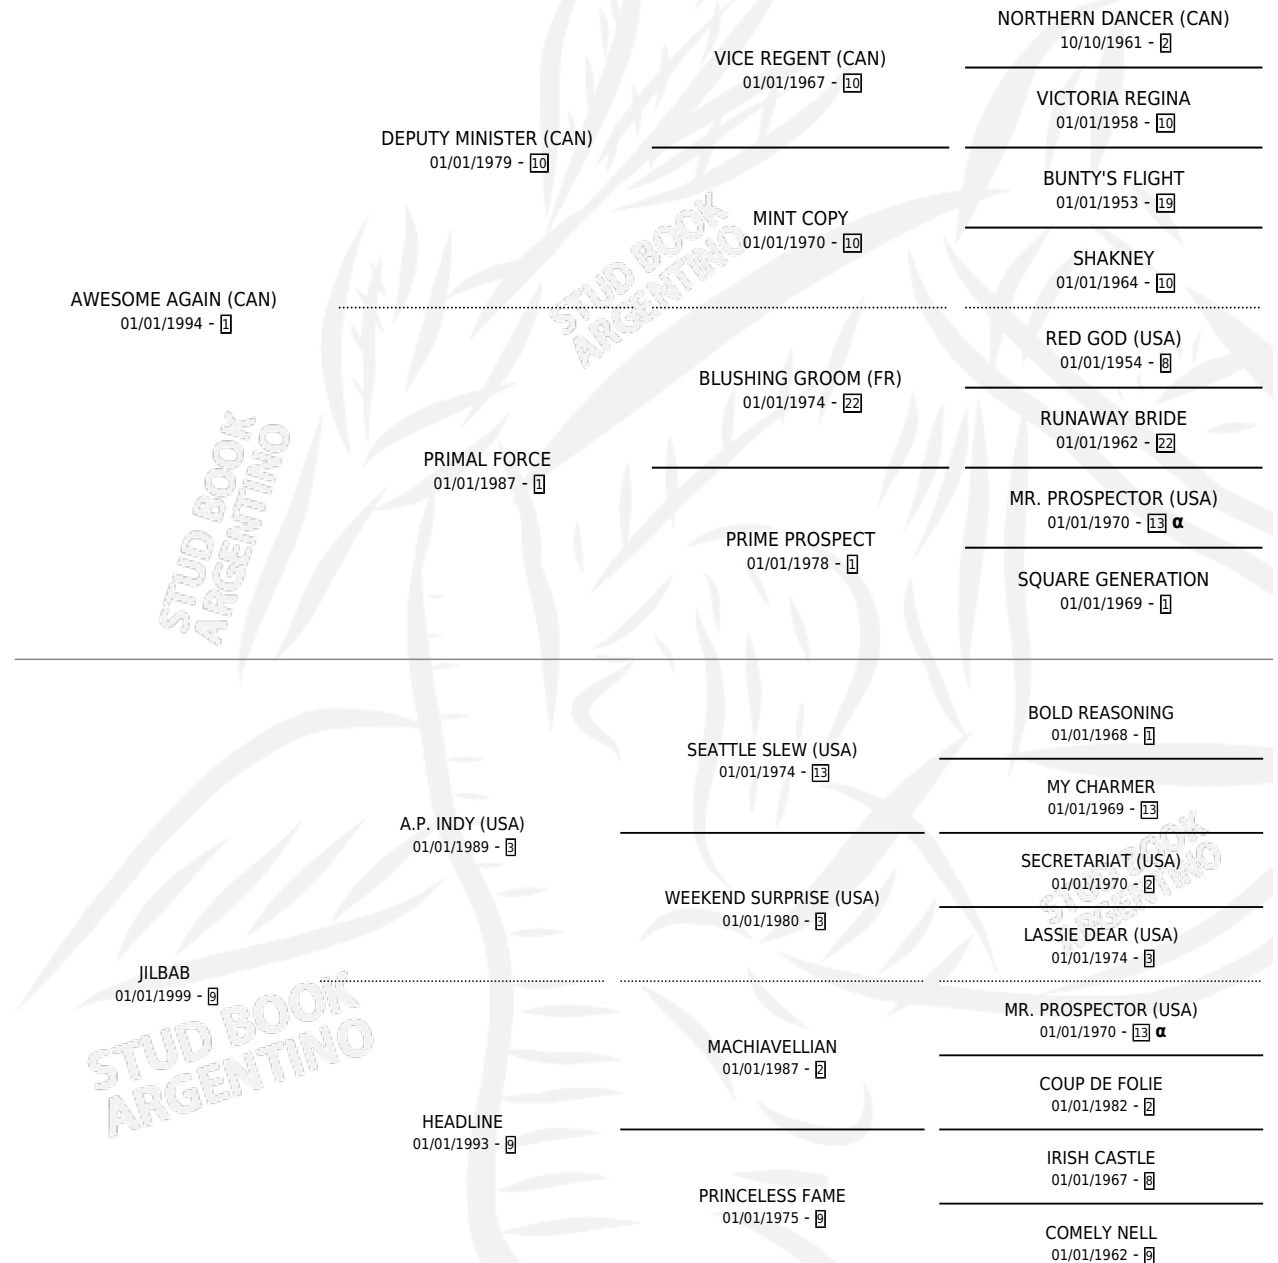 NORTHERN DANCER (CAN)
10/10/1961 - 2
VICE REGENT (CAN)
01/01/1967 - 10
VICTORIA REGINA
01/01/1958 - 10
DEPUTY MINISTER (CAN)
01/01/1979 - 10
BUNTY'S FLIGHT
01/01/1953 - 19
MINT COPY
01/01/1970 - 10
SHAKNEY
01/01/1964 - 10
AWESOME AGAIN (CAN)
01/01/1994 - 1
RED GOD (USA)
01/01/1954 - 8
BLUSHING GROOM (FR)
01/01/1974 - 22
RUNAWAY BRIDE
01/01/1962 - 22
PRIMAL FORCE
01/01/1987 - 1
MR. PROSPECTOR (USA)
01/01/1970 - 13 α
PRIME PROSPECT
01/01/1978 - 1
SQUARE GENERATION
01/01/1969 - 1
BOLD REASONING
01/01/1968 - 1
SEATTLE SLEW (USA)
01/01/1974 - 13
MY CHARMER
01/01/1969 - 13
A.P. INDY (USA)
01/01/1989 - 3
SECRETARIAT (USA)
01/01/1970 - 2
WEEKEND SURPRISE (USA)
01/01/1980 - 3
LASSIE DEAR (USA)
01/01/1974 - 3
JILBAB
01/01/1999 - 9
MR. PROSPECTOR (USA)
01/01/1970 - 13 α
MACHIAVELLIAN
01/01/1987 - 2
COUP DE FOLIE
01/01/1982 - 2
HEADLINE
01/01/1993 - 9
IRISH CASTLE
01/01/1967 - 8
PRINCELESS FAME
01/01/1975 - 9
COMELY NELL
01/01/1962 - 9
STUD BOOK
ARGENTINO
STUD BOOK
ARGENTINO
STUD BOOK
ARGENTINO
STUD BOOK
ARGENTINO